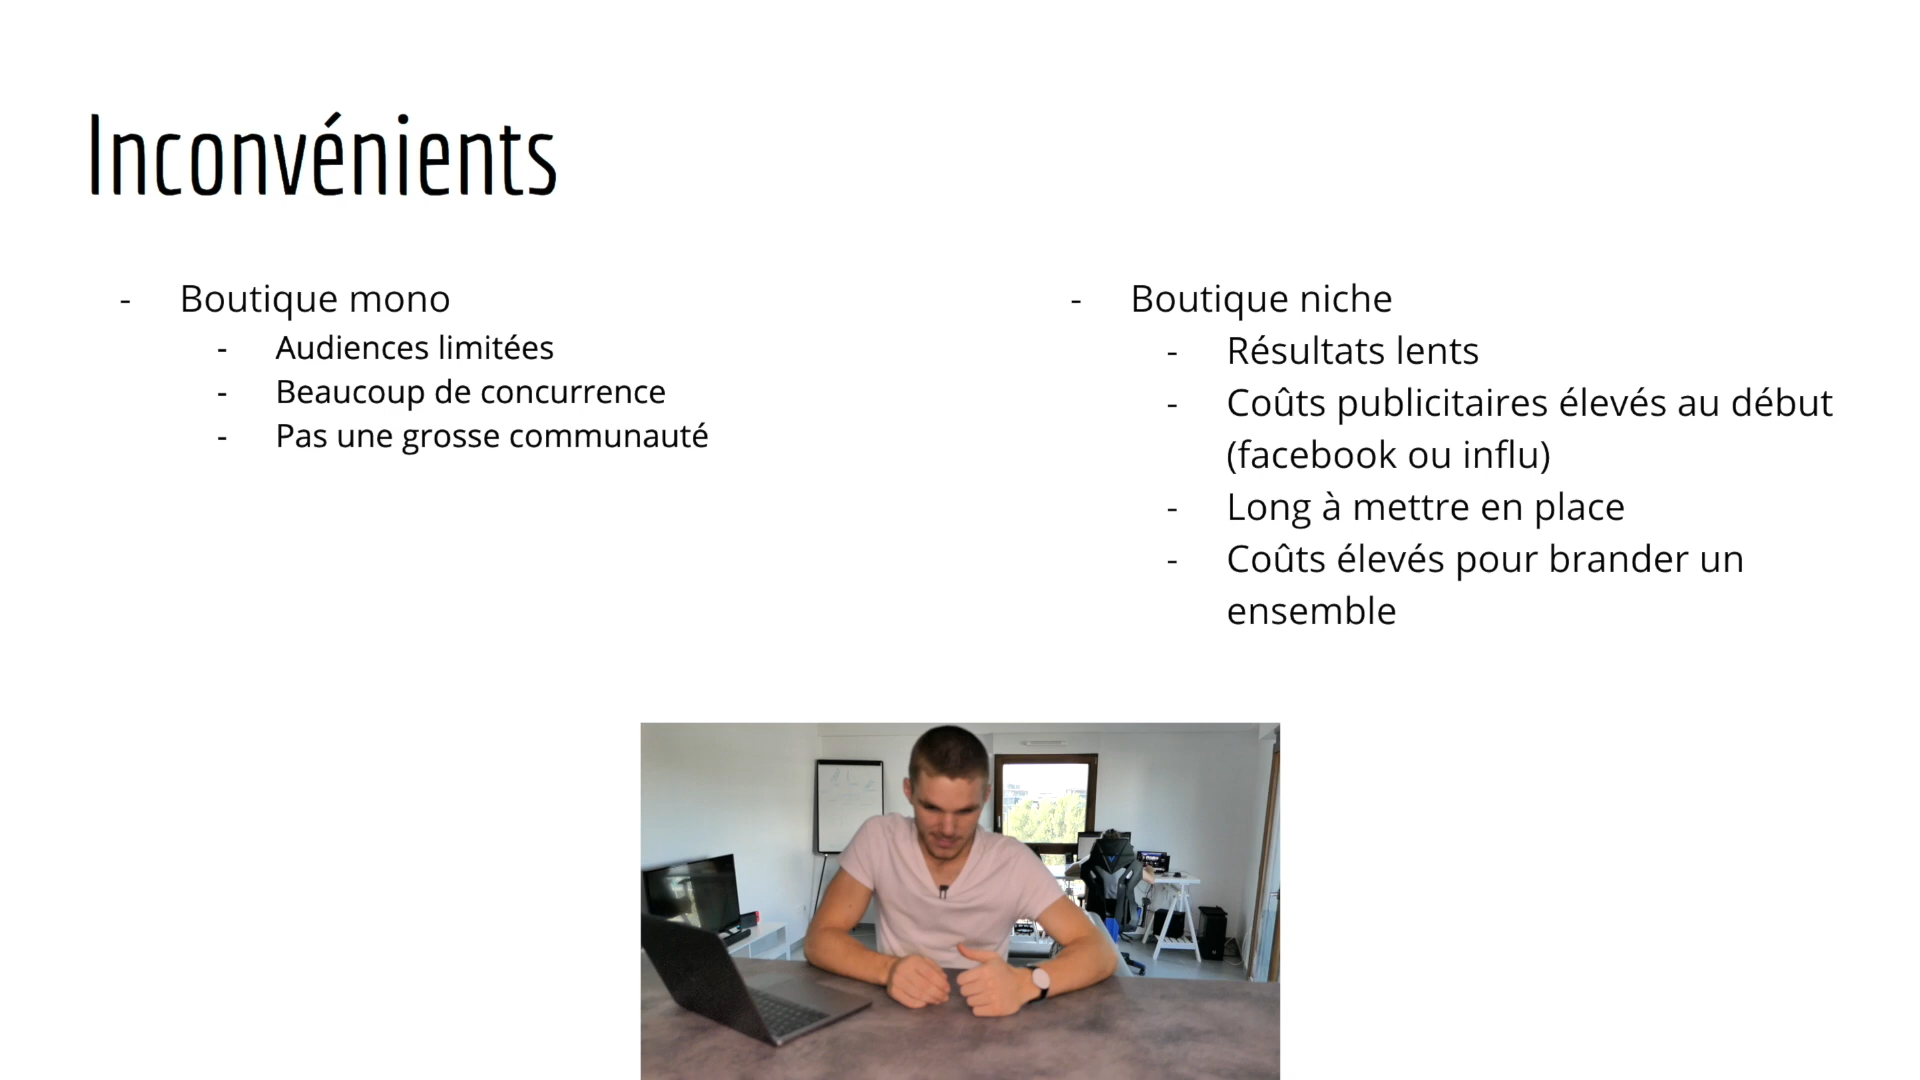 Inconvénients
- Boutique mono
- Audiences limitées
- Beaucoup de concurrence
- Pas une grosse communauté
- Boutique niche
- Résultats lents
- Coûts publicitaires élevés au début
(facebook ou influ)
- Long à mettre en place
- Coûts élevés pour brander un
ensemble